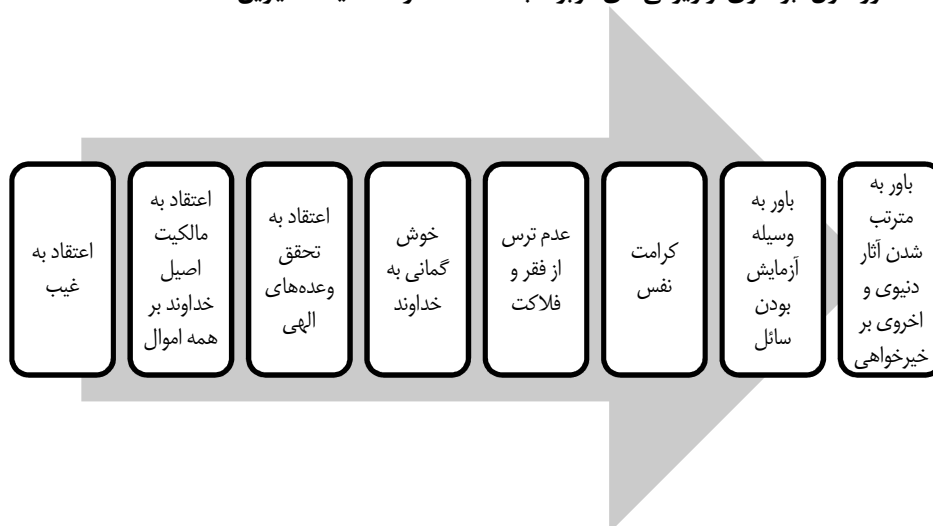 باور به
مترتب
شدن آثار
دنیوی و
اخروی بر
خیرخواهی
باور به
وسیله
آزمایش
بودن
سائل
کرامت
نفس
عدم ترس
از فقر و
فلاکت
خوش
گمانی به
خداوند
اعتقاد به
تحقق
وعده‌های
الهی
اعتقاد به
مالکیت
اصیل
خداوند بر
همه اموال
اعتقاد به
غیب